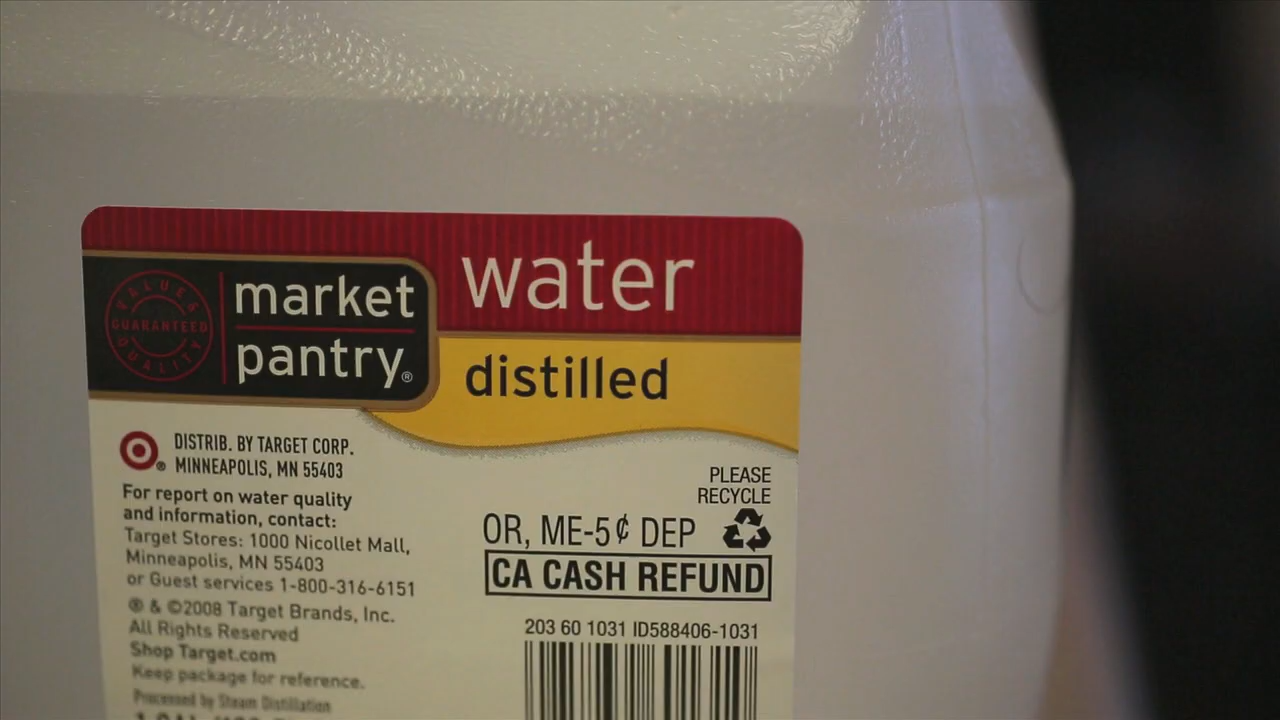 water
VALUES
GUARANTEED
QUALITY
market
pantry®
distilled
DISTRIB. BY TARGET CORP.
MINNEAPOLIS, MN 55403
For report on water quality
and information, contact:
Target Stores: 1000 Nicollet Mall,
Minneapolis, MN 55403
or Guest services 1-800-316-6151
® & ©2008 Target Brands, Inc.
All Rights Reserved
Shop Target.com
Keep package for reference.
Processed by Steam Distillation
PLEASE
RECYCLE
OR, ME-5¢ DEP
CA CASH REFUND
203 60 1031 ID588406-1031